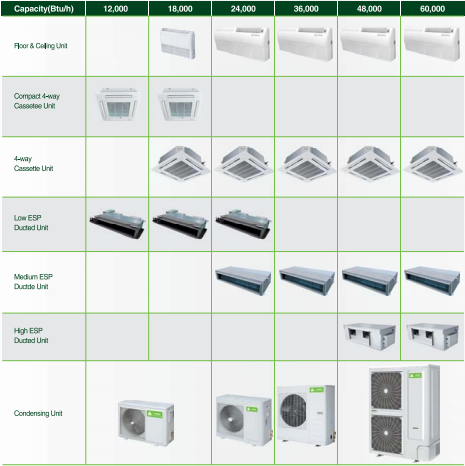 Capacity(Btu/h) 12,000 18,000 24,000 36,000 48,000 60,000
Floor & Ceiling Unit
Compact 4-way
Cassetee Unit
4-way
Cassette Unit
Low ESP
Ducted Unit
Medium ESP
Ductde Unit
High ESP
Ducted Unit
Condensing Unit